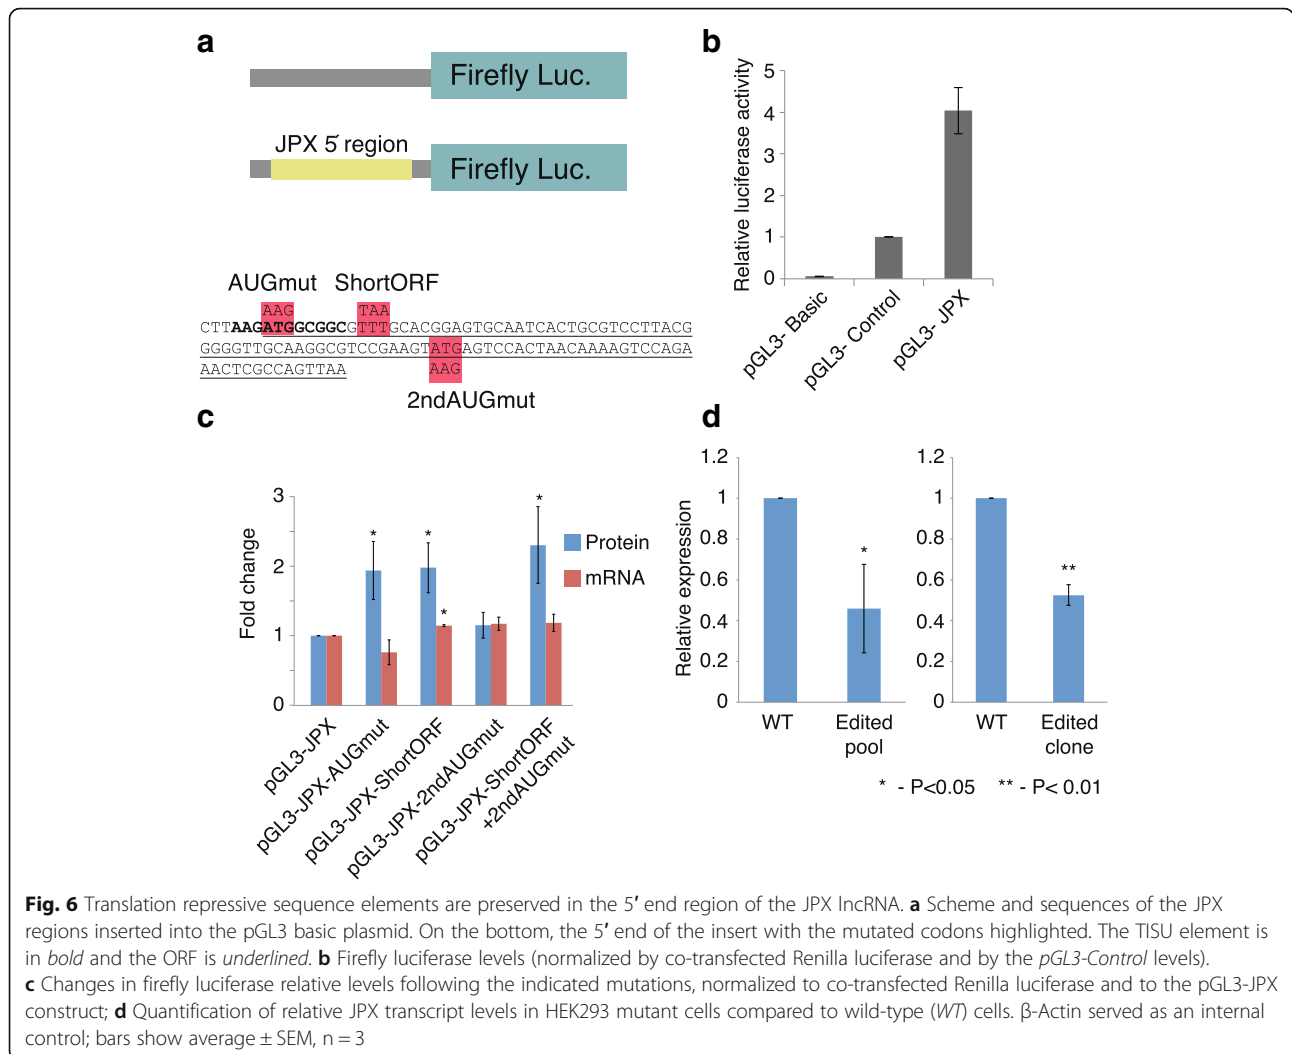 a
Firefly Luc.
JPX 5′ region
Firefly Luc.
AUGmut ShortORF
AAG TAA
CTTAAGATGGCGGCGTTTGCACGGAGTGCAATCACTGCGTCCTTACG
GGGGTTGCAAGGCGTCCGAAGTATGAGTCCACTAACAAAAGTCCAGA
AACTCGCCAGTTAA AAG
2ndAUGmut
b
Relative luciferase activity
5
4
3
2
1
0
pGL3- Basic
pGL3- Control
pGL3- JPX
c
Fold change
3
2
1
0
* * * *
Protein
mRNA
pGL3-JPX
pGL3-JPX-AUGmut
pGL3-JPX-ShortORF
pGL3-JPX-2ndAUGmut
pGL3-JPX-ShortORF
+2ndAUGmut
d
Relative expression
1.2
1
0.8
0.6
0.4
0.2
0
*
WT
Edited
pool
1.2
1
0.8
0.6
0.4
0.2
0
**
WT
Edited
clone
* - P<0.05 ** - P< 0.01
Fig. 6 Translation repressive sequence elements are preserved in the 5′ end region of the JPX lncRNA. a Scheme and sequences of the JPX
regions inserted into the pGL3 basic plasmid. On the bottom, the 5′ end of the insert with the mutated codons highlighted. The TISU element is
in bold and the ORF is underlined. b Firefly luciferase levels (normalized by co-transfected Renilla luciferase and by the pGL3-Control levels).
c Changes in firefly luciferase relative levels following the indicated mutations, normalized to co-transfected Renilla luciferase and to the pGL3-JPX
construct; d Quantification of relative JPX transcript levels in HEK293 mutant cells compared to wild-type (WT) cells. β-Actin served as an internal
control; bars show average ± SEM, n = 3